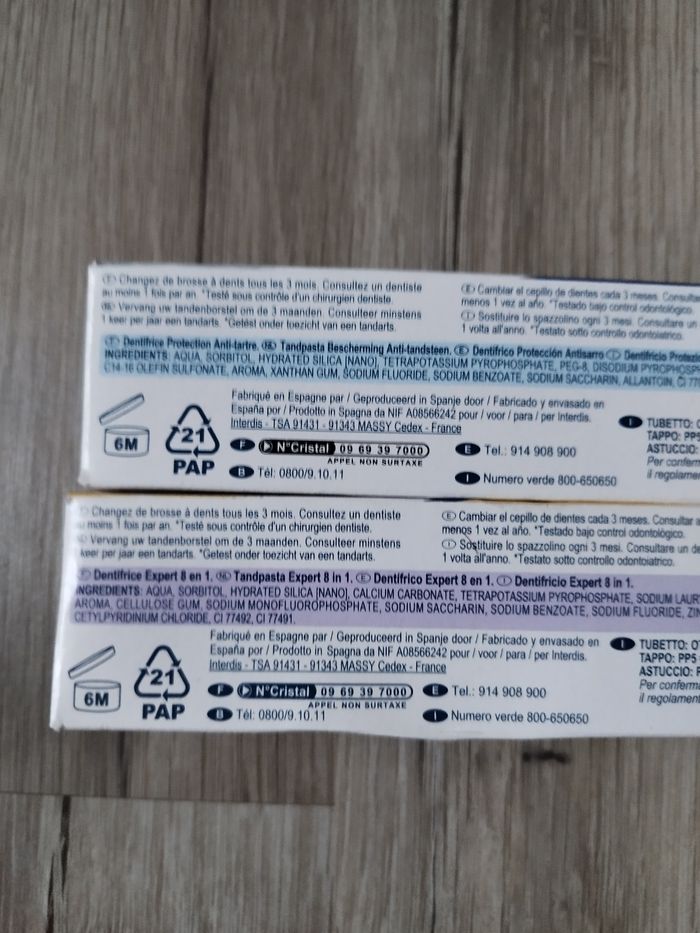 Ⓕ Changez de brosse à dents tous les 3 mois. Consultez un dentiste
au moins 1 fois par an. *Testé sous contrôle d'un chirurgien dentiste.
Vervang uw tandenborstel om de 3 maanden. Consulteer minstens
1 keer per jaar een tandarts. *Getest onder toezicht van een tandarts.
Ⓔ Cambiar el cepillo de dientes cada 3 meses.
menos 1 vez al año. *Testado bajo control odontológico.
Ⓘ Sostituire lo spazzolino ogni 3 mesi. Consultare
1 volta all'anno. *Testato sotto controllo odontoiatrico.
Ⓕ Dentifrice Protection Anti-tartre. NL Tandpasta Bescherming Anti-tandsteen. Ⓔ Dentífrico Protección Antisarro Ⓘ Dentifricio
INGREDIENTS: AQUA, SORBITOL, HYDRATED SILICA [NANO], TETRAPOTASSIUM PYROPHOSPHATE, PEG-8, DISODIUM
C14-16 OLEFIN SULFONATE, AROMA, XANTHAN GUM, SODIUM FLUORIDE, SODIUM BENZOATE, SODIUM SACCHARIN, ALLANTOIN, CI
Fabriqué en Espagne par / Geproduceerd in Spanje door / Fabricado y envasado en
España por / Prodotto in Spagna da NIF A08566242 pour / voor / para / per Interdis.
Interdis - TSA 91431 - 91343 MASSY Cedex - France
6M
21
PAP
F N°Cristal 09 69 39 7000
APPEL NON SURTAXE
B Tél: 0800/9.10.11
E Tel.: 914 908 900
I Numero verde 800-650650
I TUBETTO:
TAPPO: PP5
ASTUCCIO:
Per
il
Changez de brosse à dents tous les 3 mois. Consultez un dentiste
au moins 1 fois par an. *Testé sous contrôle d'un chirurgien dentiste.
Vervang uw tandenborstel om de 3 maanden. Consulteer minstens
1 keer per jaar een tandarts. *Getest onder toezicht van een tandarts.
Ⓔ Cambiar el cepillo de dientes cada 3 meses. Consultar
menos 1 vez al año. *Testado bajo control odontológico.
Ⓘ Sostituire lo spazzolino ogni 3 mesi. Consultare un
1 volta all'anno. *Testato sotto controllo odontoiatrico.
Dentifrice Expert 8 en 1. NL Tandpasta Expert 8 in 1. Ⓔ Dentífrico Expert 8 en 1. Ⓘ Dentifricio Expert 8 in 1.
INGREDIENTS: AQUA, SORBITOL, HYDRATED SILICA [NANO], CALCIUM CARBONATE, TETRAPOTASSIUM PYROPHOSPHATE, SODIUM
AROMA, CELLULOSE GUM, SODIUM MONOFLUOROPHOSPHATE, SODIUM SACCHARIN, SODIUM BENZOATE, SODIUM FLUORIDE,
CETYLPYRIDINIUM CHLORIDE, CI 77492, CI 77491.
Fabriqué en Espagne par / Geproduceerd in Spanje door / Fabricado y envasado en
España por / Prodotto in Spagna da NIF A08566242 pour / voor / para / per Interdis.
Interdis - TSA 91431 - 91343 MASSY Cedex - France
6M
21
PAP
F N°Cristal 09 69 39 7000
APPEL NON SURTAXE
B Tél: 0800/9.10.11
E Tel.: 914 908 900
I Numero verde 800-650650
I TUBETTO:
TAPPO: PP5
ASTUCCIO:
Per
il